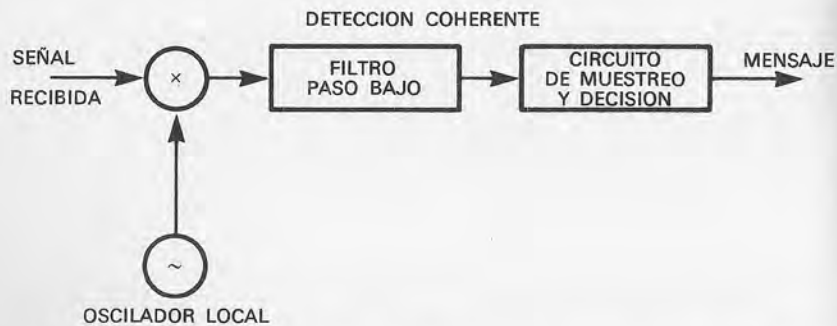 DETECCION COHERENTE
SEÑAL
RECIBIDA
×
FILTRO
PASO BAJO
CIRCUITO
DE MUESTREO
Y DECISION
MENSAJE
~
OSCILADOR LOCAL